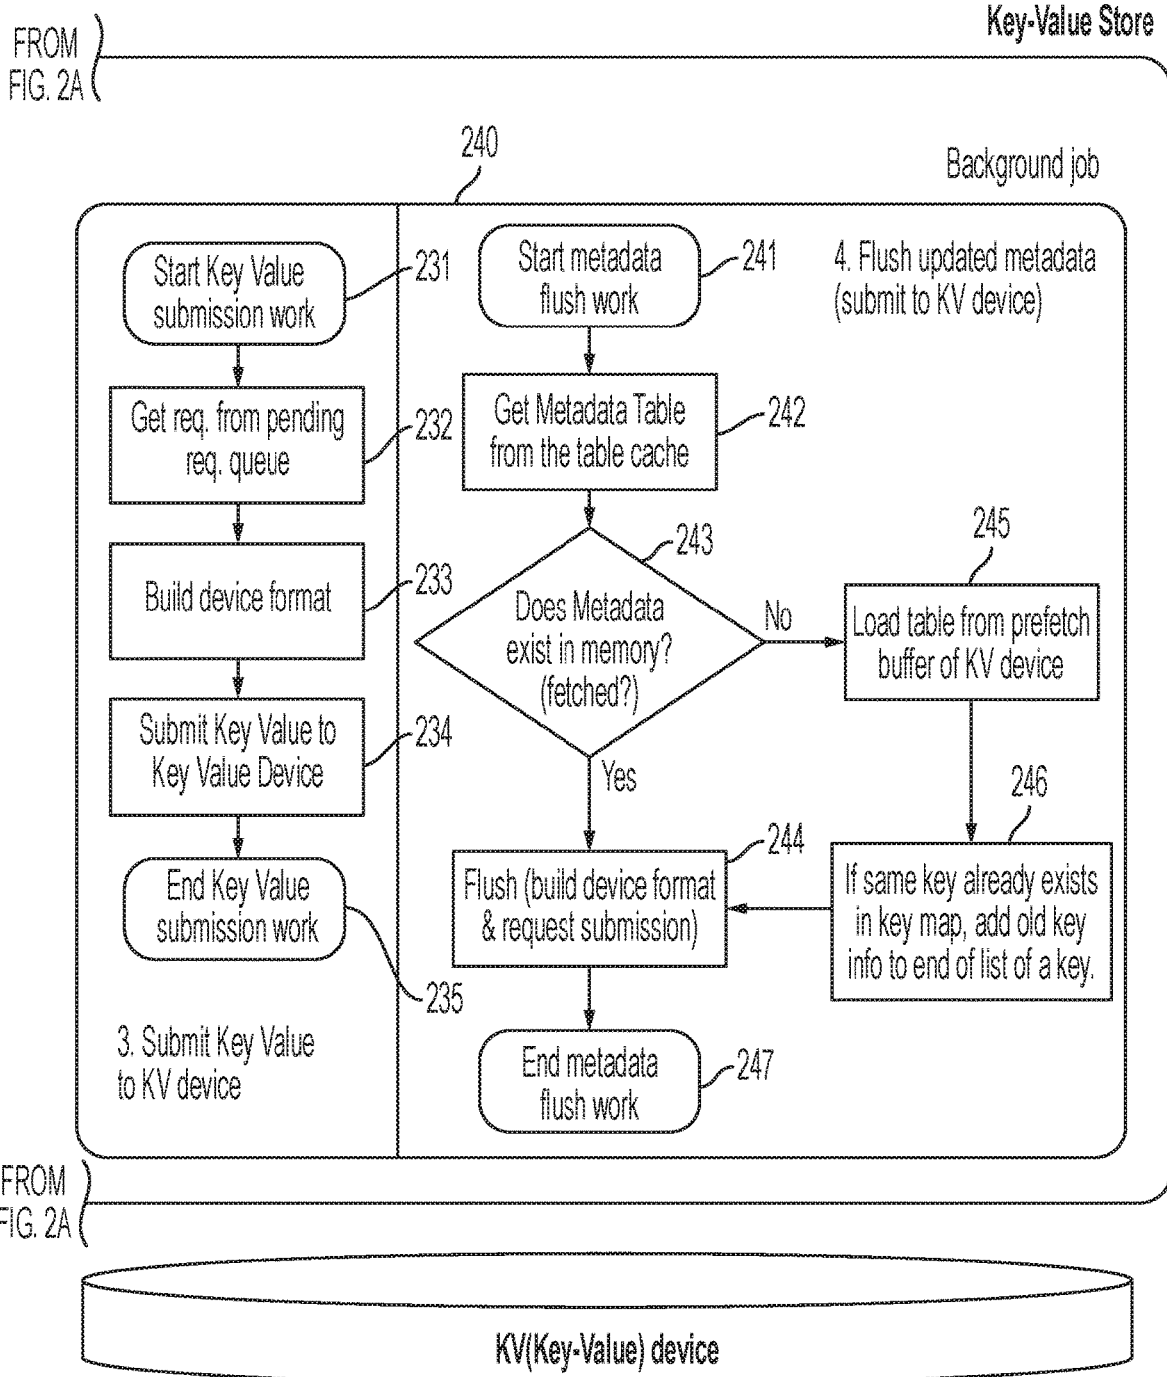 Key-Value Store
FROM
FIG. 2A
240
Background job
Start Key Value
submission work
231
Get req. from pending
req. queue
232
Build device format
233
Submit Key Value to
Key Value Device
234
End Key Value
submission work
235
3. Submit Key Value
to KV device
Start metadata
flush work
241
4. Flush updated metadata
(submit to KV device)
Get Metadata Table
from the table cache
242
243
Does Metadata
exist in memory?
(fetched?)
No
245
Load table from prefetch
buffer of KV device
Yes
246
244
Flush (build device format
& request submission)
If same key already exists
in key map, add old key
info to end of list of a key.
End metadata
flush work
247
FROM
FIG. 2A
KV(Key-Value) device